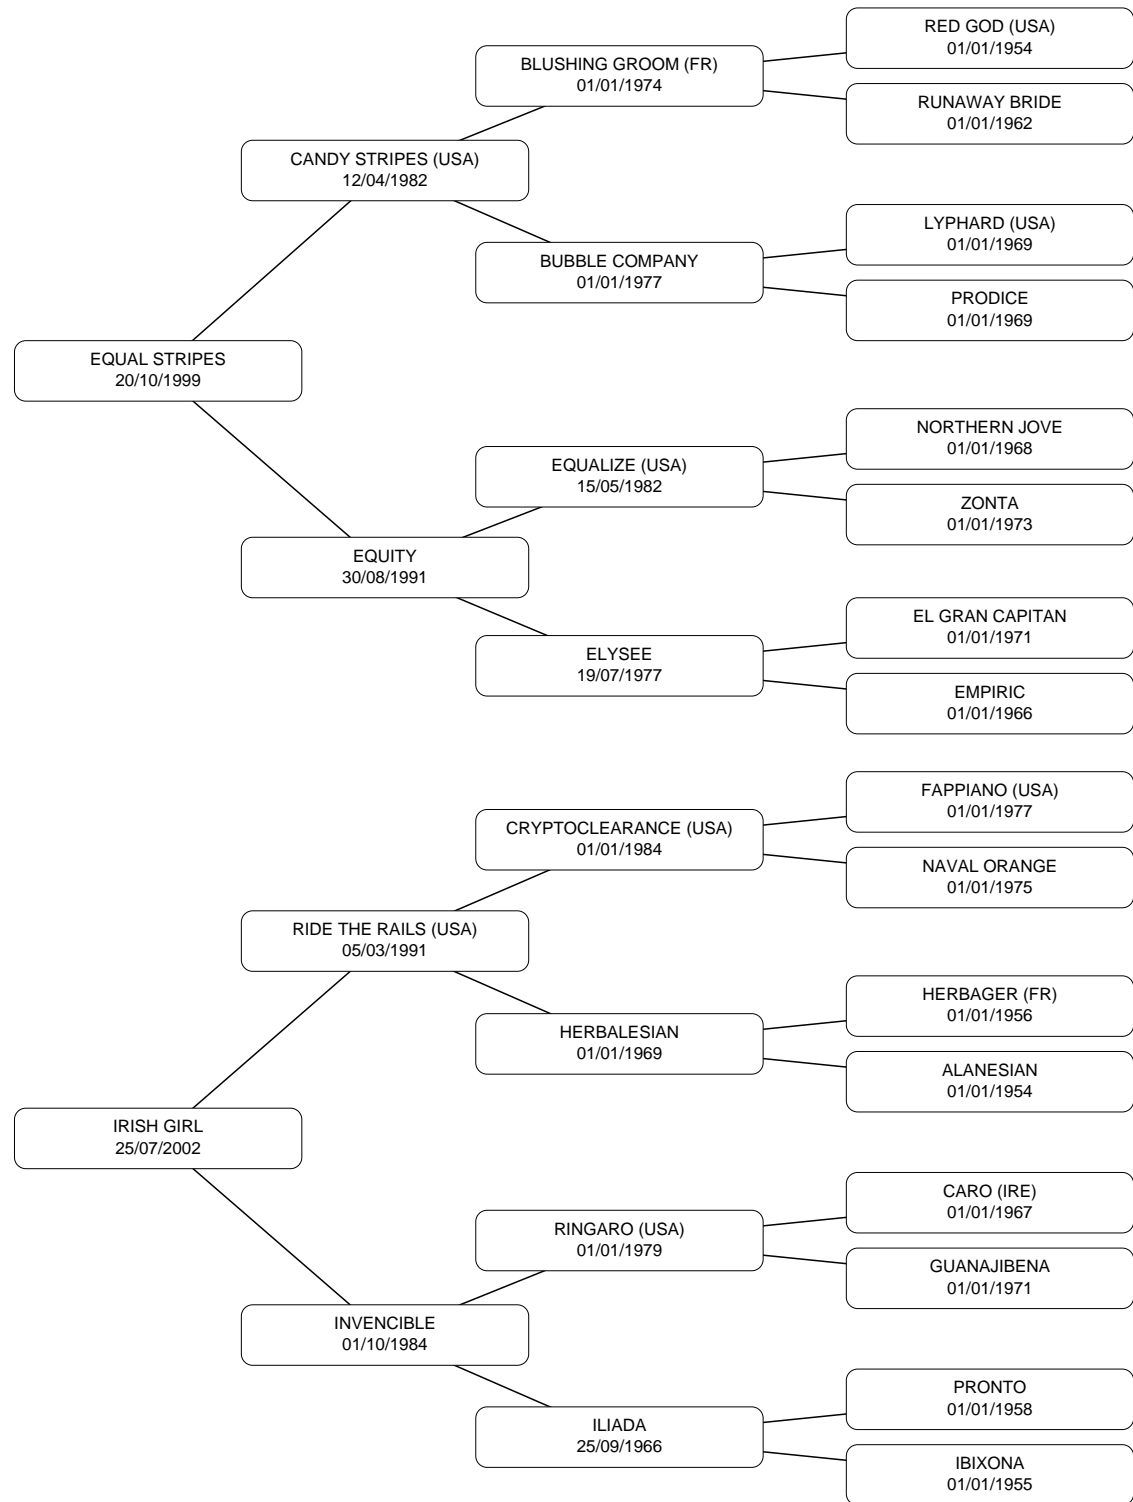 RED GOD (USA)
01/01/1954
BLUSHING GROOM (FR)
01/01/1974
RUNAWAY BRIDE
01/01/1962
CANDY STRIPES (USA)
12/04/1982
LYPHARD (USA)
01/01/1969
BUBBLE COMPANY
01/01/1977
PRODICE
01/01/1969
EQUAL STRIPES
20/10/1999
NORTHERN JOVE
01/01/1968
EQUALIZE (USA)
15/05/1982
ZONTA
01/01/1973
EQUITY
30/08/1991
EL GRAN CAPITAN
01/01/1971
ELYSEE
19/07/1977
EMPIRIC
01/01/1966
FAPPIANO (USA)
01/01/1977
CRYPTOCLEARANCE (USA)
01/01/1984
NAVAL ORANGE
01/01/1975
RIDE THE RAILS (USA)
05/03/1991
HERBAGER (FR)
01/01/1956
HERBALESIAN
01/01/1969
ALANESIAN
01/01/1954
IRISH GIRL
25/07/2002
CARO (IRE)
01/01/1967
RINGARO (USA)
01/01/1979
GUANAJIBENA
01/01/1971
INVENCIBLE
01/10/1984
PRONTO
01/01/1958
ILIADA
25/09/1966
IBIXONA
01/01/1955